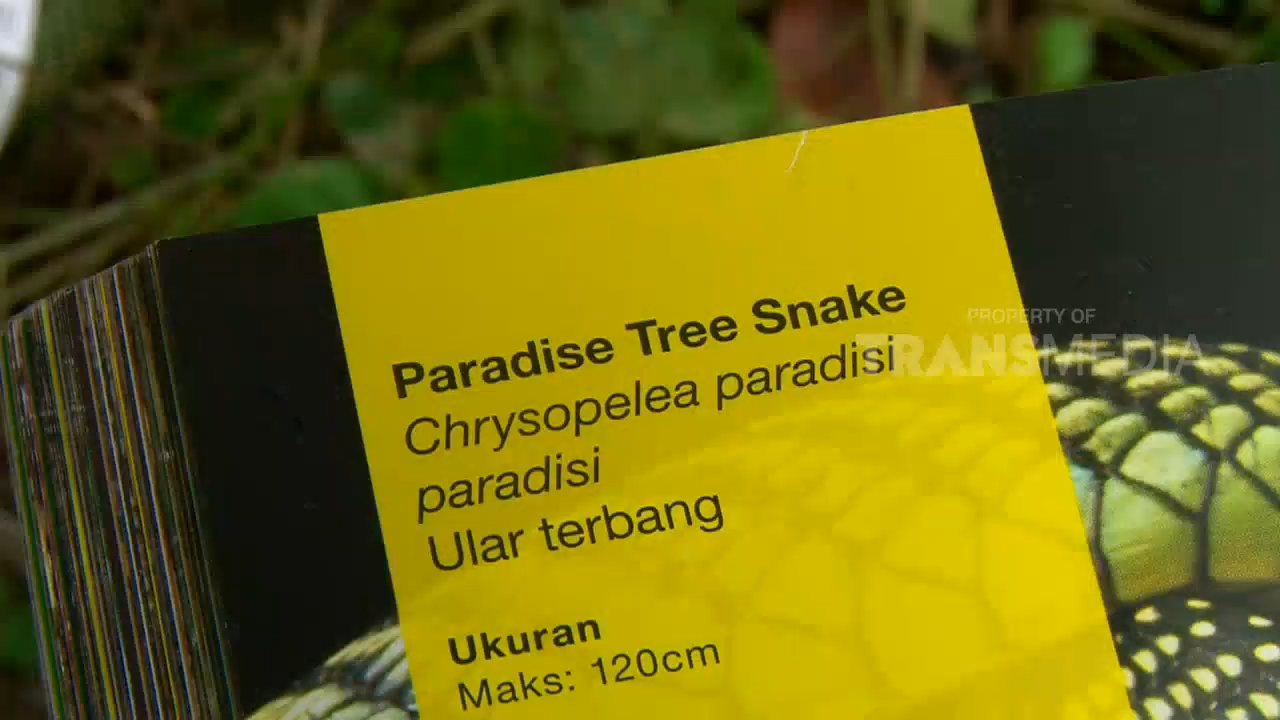 Paradise Tree Snake
Chrysopelea paradisi
paradisi
Ular terbang
Ukuran
Maks: 120cm
PROPERTY OF
TRANSMEDIA